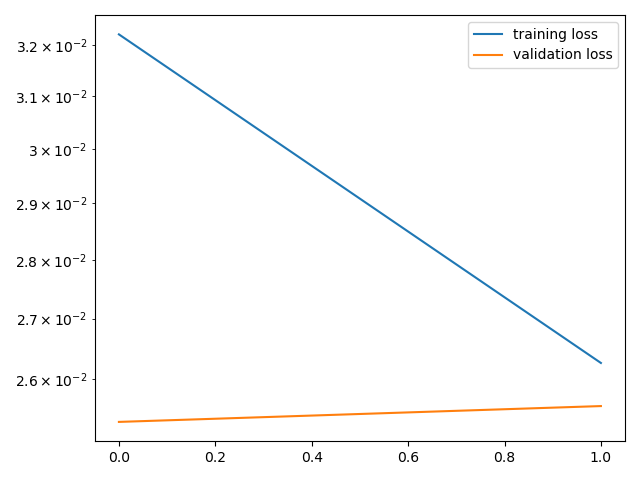 training loss
validation loss
3.2 × 10⁻²
3.1 × 10⁻²
3 × 10⁻²
2.9 × 10⁻²
2.8 × 10⁻²
2.7 × 10⁻²
2.6 × 10⁻²
0.0 0.2 0.4 0.6 0.8 1.0